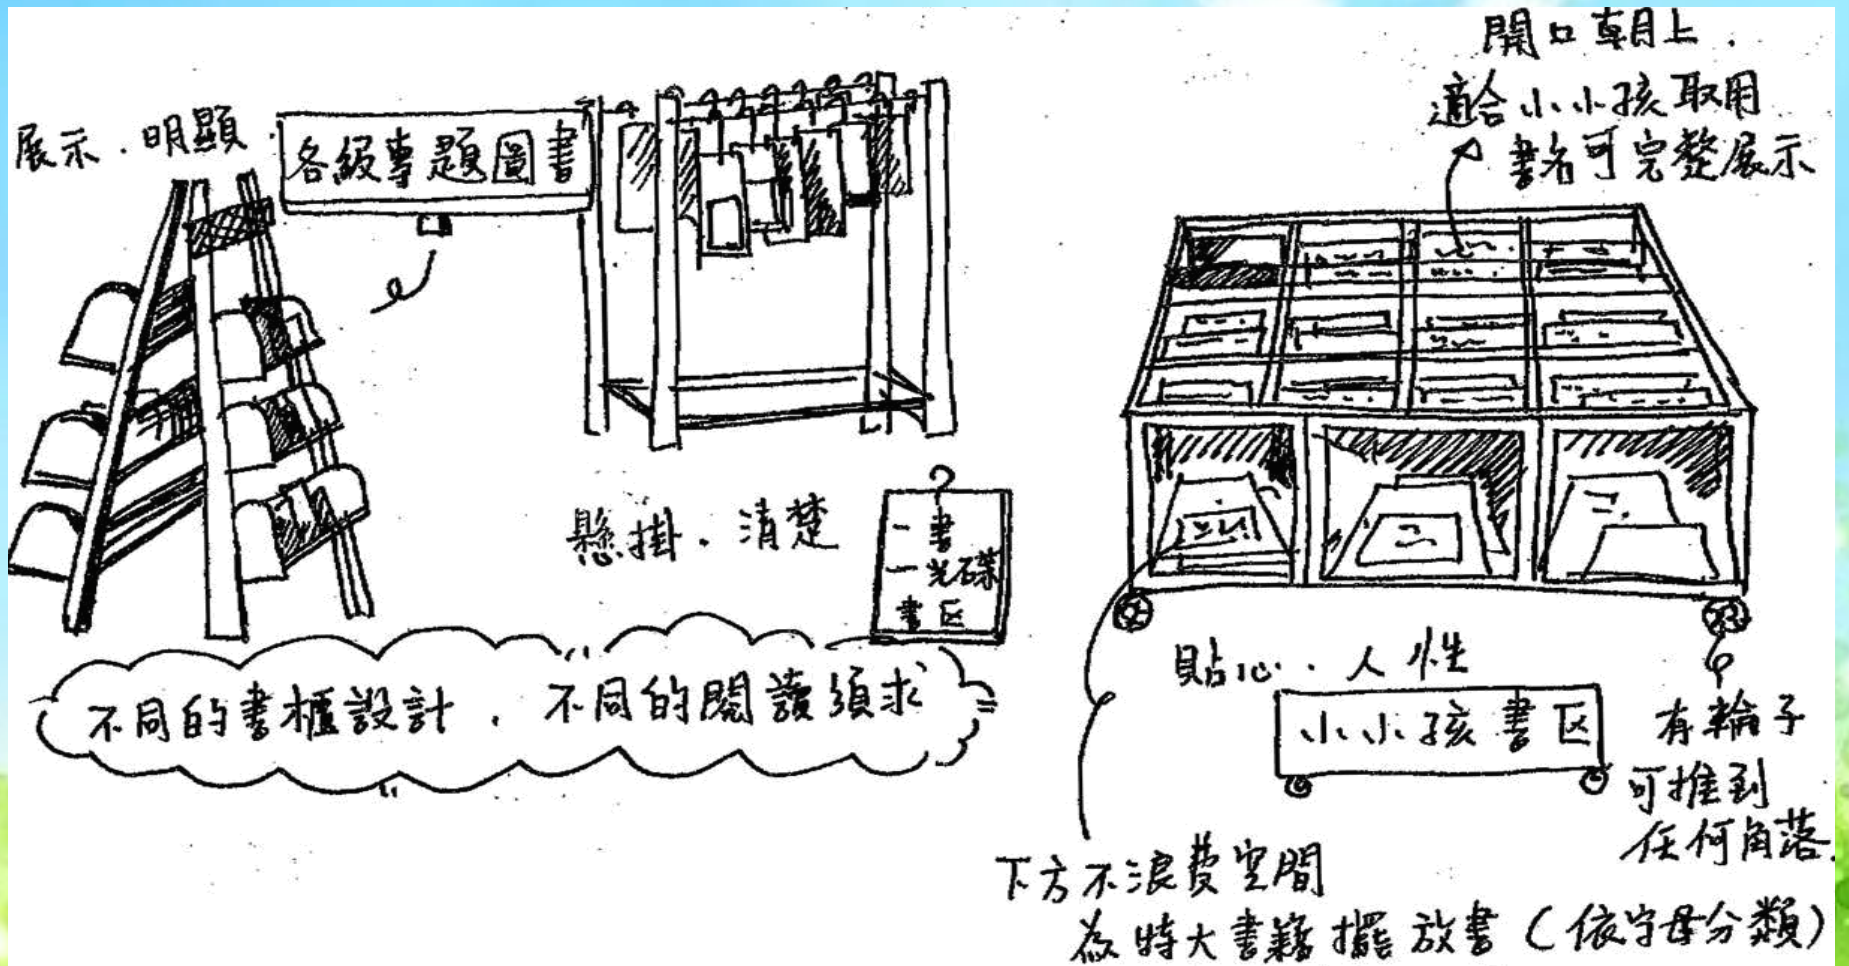 展示．明顯
各級專題圖書
懸掛．清楚
一書
一光碟
書区
不同的書櫃設計．不同的閱讀須求
開口朝上．
適合小小孩取用
書名可完整展示
貼心．人性
小小孩書区
有輪子
可推到
任何角落．
下方不浪費空間
為特大書籍擺放書（依字母分類）